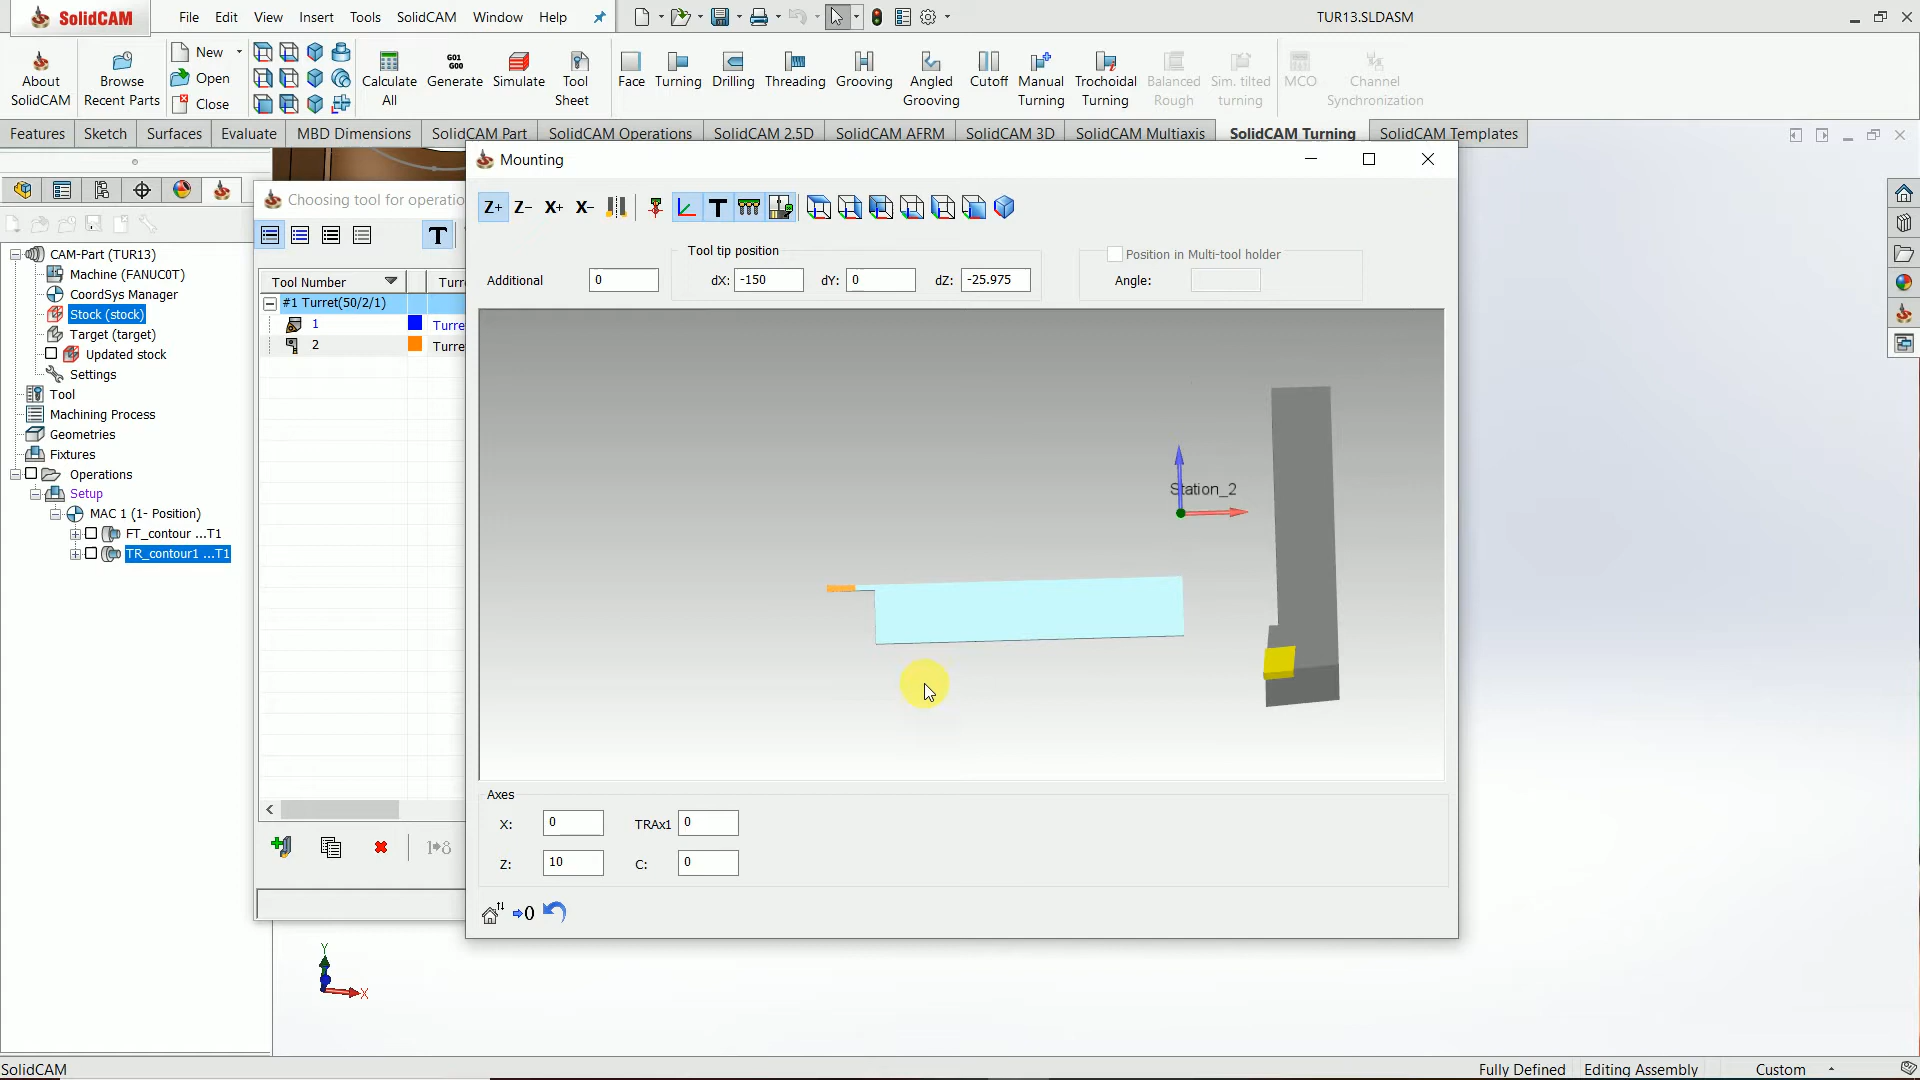 SolidCAM File Edit View Insert Tools SolidCAM Window Help TUR13.SLDASM
About SolidCAM
Browse Recent Parts
New
Open
Close
Calculate All
G01 G00
Generate
Simulate
Tool Sheet
Face
Turning
Drilling
Threading
Grooving
Angled Grooving
Cutoff
Manual Turning
Trochoidal Turning
Balanced Rough
Sim. tilted turning
MCO
Channel Synchronization
Features Sketch Surfaces Evaluate MBD Dimensions SolidCAM Part SolidCAM Operations SolidCAM 2.5D SolidCAM AFRM SolidCAM 3D SolidCAM Multiaxis SolidCAM Turning SolidCAM Templates
CAM-Part (TUR13)
Machine (FANUC0T)
CoordSys Manager
Stock (stock)
Target (target)
Updated stock
Settings
Tool
Machining Process
Geometries
Fixtures
Operations
Setup
MAC 1 (1- Position)
FT_contour ...T1
TR_contour1 ...T1
Choosing tool for operatio
T
Tool Number Turre
#1 Turret(50/2/1)
1 Turre
2 Turre
Mounting
Z+ Z- X+ X- T
Additional 0
Tool tip position
dX: -150 dY: 0 dZ: -25.975
Position in Multi-tool holder
Angle:
Station_2
Axes
X: 0 TRAx1 0
Z: 10 C: 0
0
Y
X
SolidCAM Fully Defined Editing Assembly Custom